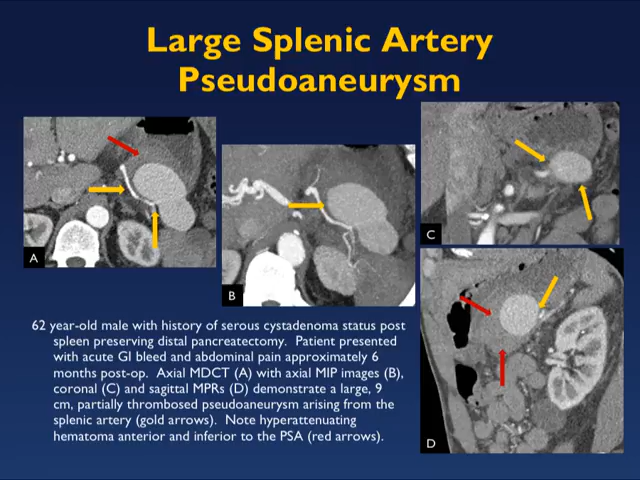 Large Splenic Artery
Pseudoaneurysm
A
B
C
D
62 year-old male with history of serous cystadenoma status post
spleen preserving distal pancreatectomy. Patient presented
with acute GI bleed and abdominal pain approximately 6
months post-op. Axial MDCT (A) with axial MIP images (B),
coronal (C) and sagittal MPRs (D) demonstrate a large, 9
cm, partially thrombosed pseudoaneurysm arising from the
splenic artery (gold arrows). Note hyperattenuating
hematoma anterior and inferior to the PSA (red arrows).